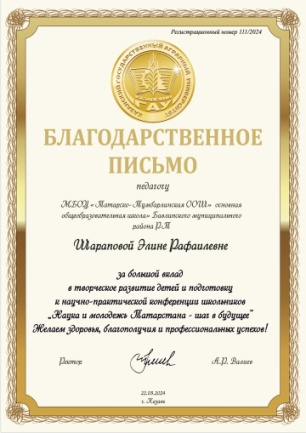 Регистрационный номер 111/2024
КАЗАНСКИЙ ГОСУДАРСТВЕННЫЙ АГРАРНЫЙ УНИВЕРСИТЕТ
ГАУ
БЛАГОДАРСТВЕННОЕ
ПИСЬМО
педагогу
МБОУ «Татарско-Тумбарлинская ООШ» основная
общеобразовательная школа» Бавлинского муниципального
района РТ
Шараповой Элине Рафаилевне
за большой вклад
в творческое развитие детей и подготовку
к научно-практической конференции школьников
„Наука и молодежь Татарстана - шаг в будущее”
Желаем здоровья, благополучия и профессиональных успехов!
Ректор
А.Р. Валиев
22.03.2024
г. Казань